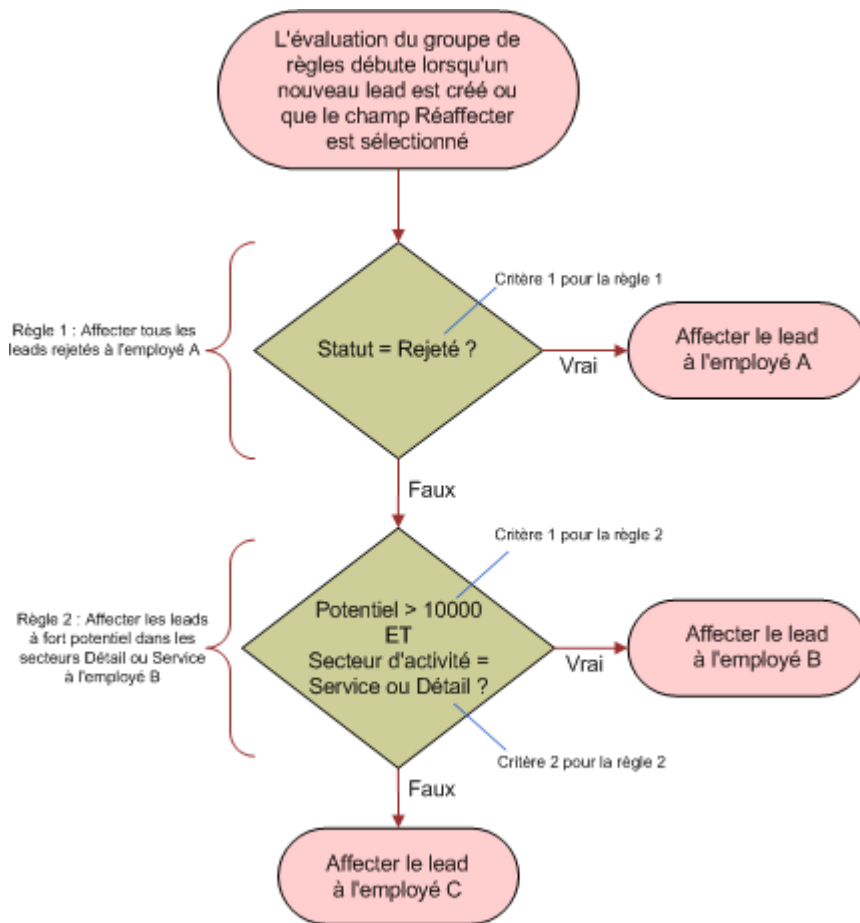 L'évaluation du groupe de
règles débute lorsqu'un
nouveau lead est créé ou
que le champ Réaffecter
est sélectionné
Critère 1 pour la règle 1
Règle 1 : Affecter tous les
leads rejetés à l'employé A
Statut = Rejeté ?
Vrai
Affecter le lead
à l'employé A
Faux
Critère 1 pour la règle 2
Règle 2 : Affecter les leads
à fort potentiel dans les
secteurs Détail ou Service
à l'employé B
Potentiel > 10000
ET
Secteur d'activité =
Service ou Détail ?
Vrai
Affecter le lead
à l'employé B
Critère 2 pour la règle 2
Faux
Affecter le lead
à l'employé C